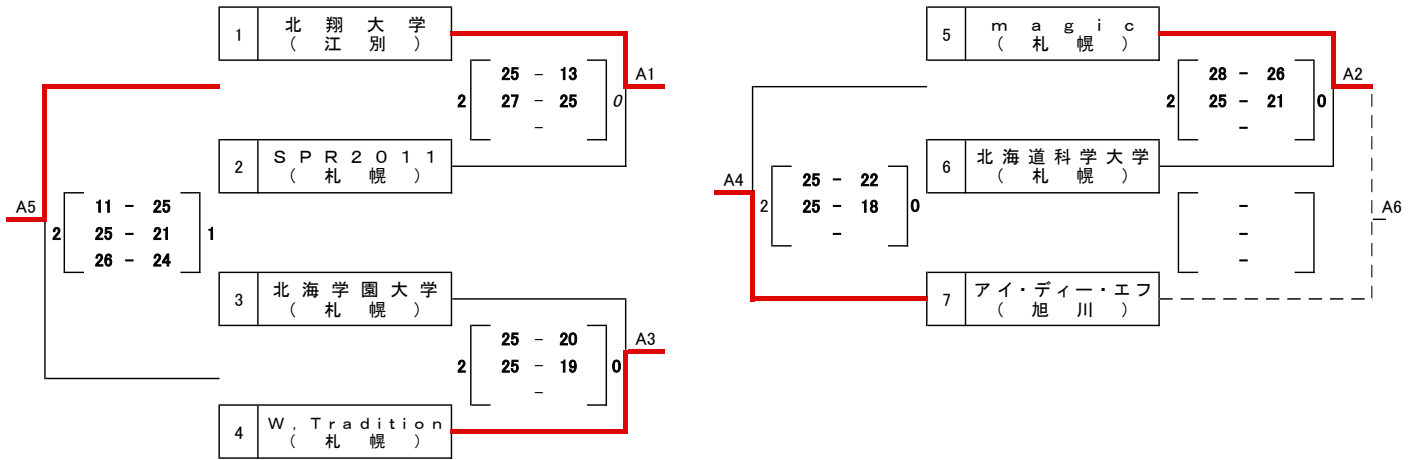 1 北翔大学
(江別)
A1
25 - 13
2 27 - 25 0
-
2 SPR2011
(札幌)
A5
11 - 25
2 25 - 21 1
26 - 24
3 北海学園大学
(札幌)
A3
25 - 20
2 25 - 19 0
-
4 W,Tradition
(札幌)
5 magic
(札幌)
A2
28 - 26
2 25 - 21 0
-
6 北海道科学大学
(札幌)
A4
25 - 22
2 25 - 18 0
-
A6
-
-
-
7 アイ・ディー・エフ
(旭川)